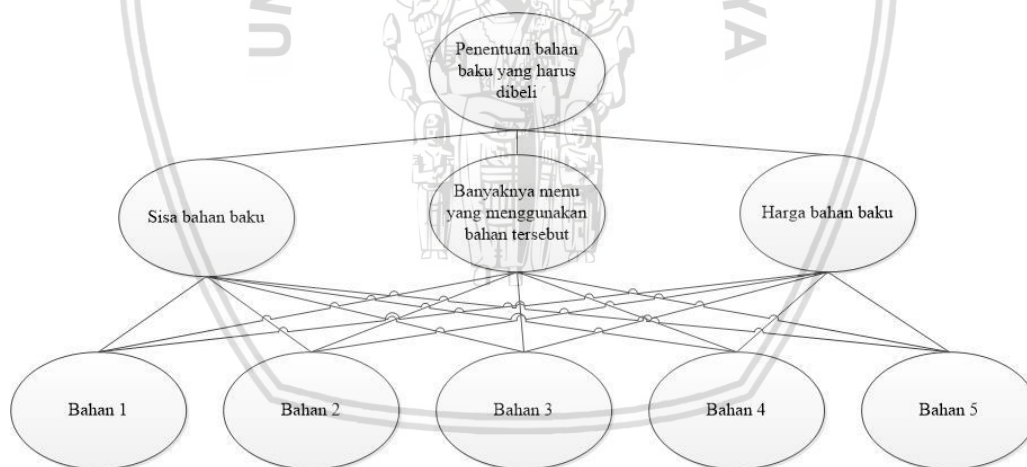 Penentuan bahan
baku yang harus
dibeli
Sisa bahan baku
Banyaknya menu
yang menggunakan
bahan tersebut
Harga bahan baku
Bahan 1
Bahan 2
Bahan 3
Bahan 4
Bahan 5